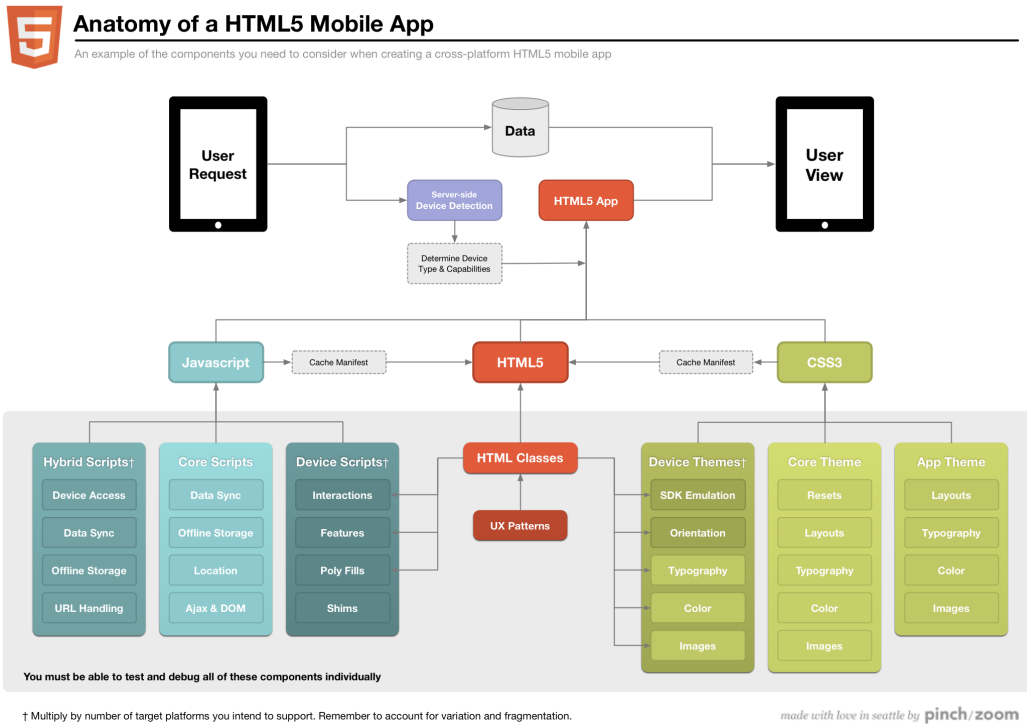 5
Anatomy of a HTML5 Mobile App
An example of the components you need to consider when creating a cross-platform HTML5 mobile app
User
Request
Data
User
View
Server-side
Device Detection
HTML5 App
Determine Device
Type & Capabilities
Javascript
Cache Manifest
HTML5
Cache Manifest
CSS3
Hybrid Scripts†
Device Access
Data Sync
Offline Storage
URL Handling
Core Scripts
Data Sync
Offline Storage
Location
Ajax & DOM
Device Scripts†
Interactions
Features
Poly Fills
Shims
HTML Classes
UX Patterns
Device Themes†
SDK Emulation
Orientation
Typography
Color
Images
Core Theme
Resets
Layouts
Typography
Color
Images
App Theme
Layouts
Typography
Color
Images
You must be able to test and debug all of these components individually
† Multiply by number of target platforms you intend to support. Remember to account for variation and fragmentation.
made with love in seattle by pinch/zoom